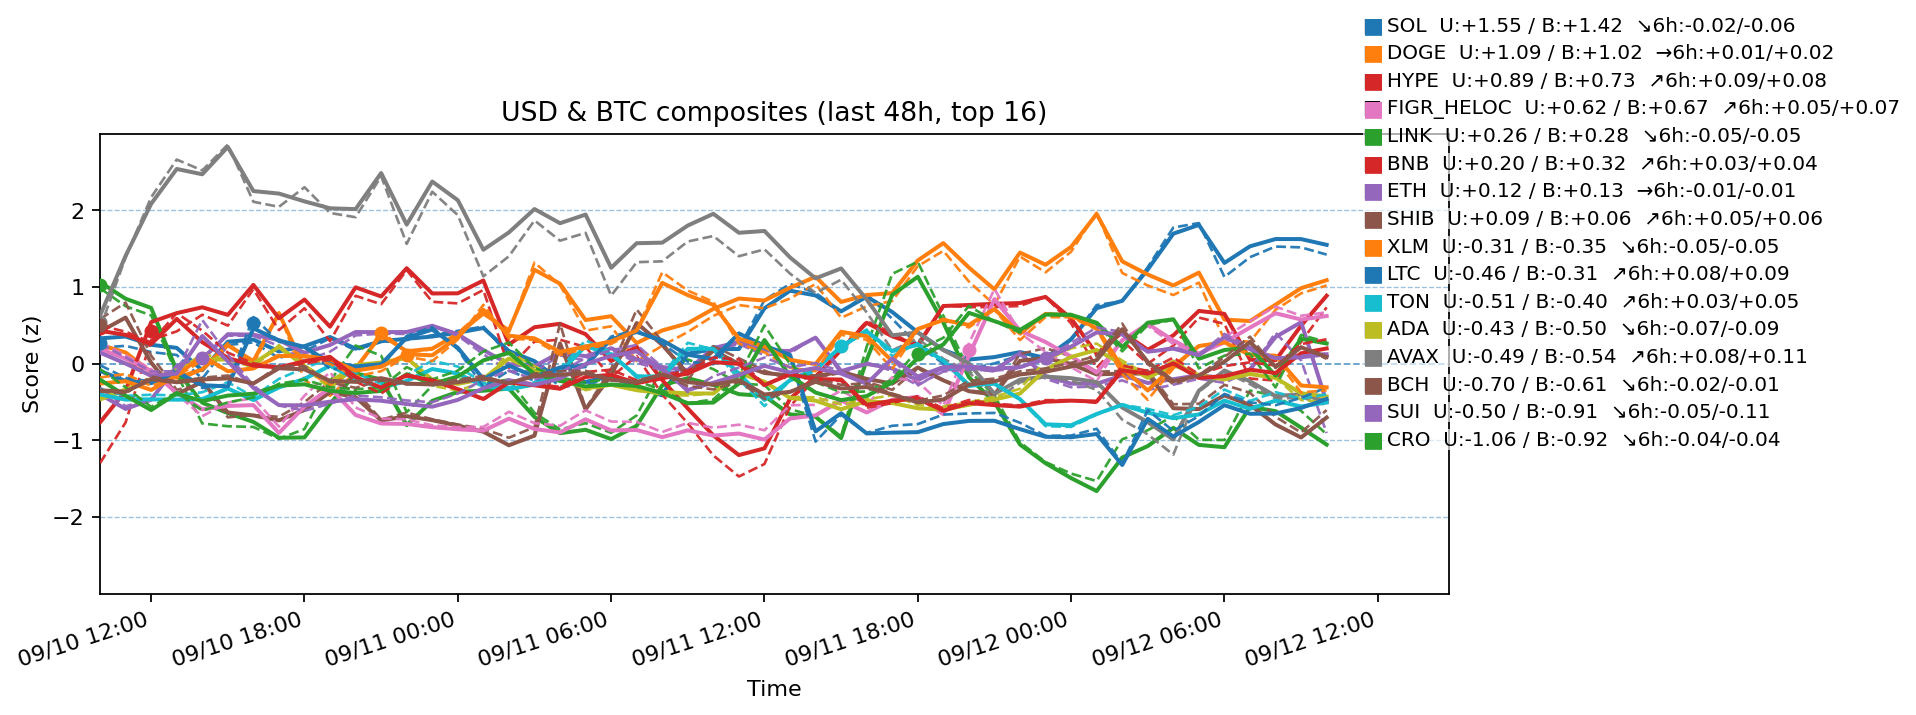 SOL U:+1.55 / B:+1.42 ↘6h:-0.02/-0.06
DOGE U:+1.09 / B:+1.02 →6h:+0.01/+0.02
HYPE U:+0.89 / B:+0.73 ↗6h:+0.09/+0.08
FIGR_HELOC U:+0.62 / B:+0.67 ↗6h:+0.05/+0.07
LINK U:+0.26 / B:+0.28 ↘6h:-0.05/-0.05
BNB U:+0.20 / B:+0.32 ↗6h:+0.03/+0.04
ETH U:+0.12 / B:+0.13 →6h:-0.01/-0.01
SHIB U:+0.09 / B:+0.06 ↗6h:+0.05/+0.06
XLM U:-0.31 / B:-0.35 ↘6h:-0.05/-0.05
LTC U:-0.46 / B:-0.31 ↗6h:+0.08/+0.09
TON U:-0.51 / B:-0.40 ↗6h:+0.03/+0.05
ADA U:-0.43 / B:-0.50 ↘6h:-0.07/-0.09
AVAX U:-0.49 / B:-0.54 ↗6h:+0.08/+0.11
BCH U:-0.70 / B:-0.61 ↘6h:-0.02/-0.01
SUI U:-0.50 / B:-0.91 ↘6h:-0.05/-0.11
CRO U:-1.06 / B:-0.92 ↘6h:-0.04/-0.04
USD & BTC composites (last 48h, top 16)
Score (z)
2
1
0
−1
−2
09/10 12:00
09/10 18:00
09/11 00:00
09/11 06:00
09/11 12:00
09/11 18:00
09/12 00:00
09/12 06:00
09/12 12:00
Time